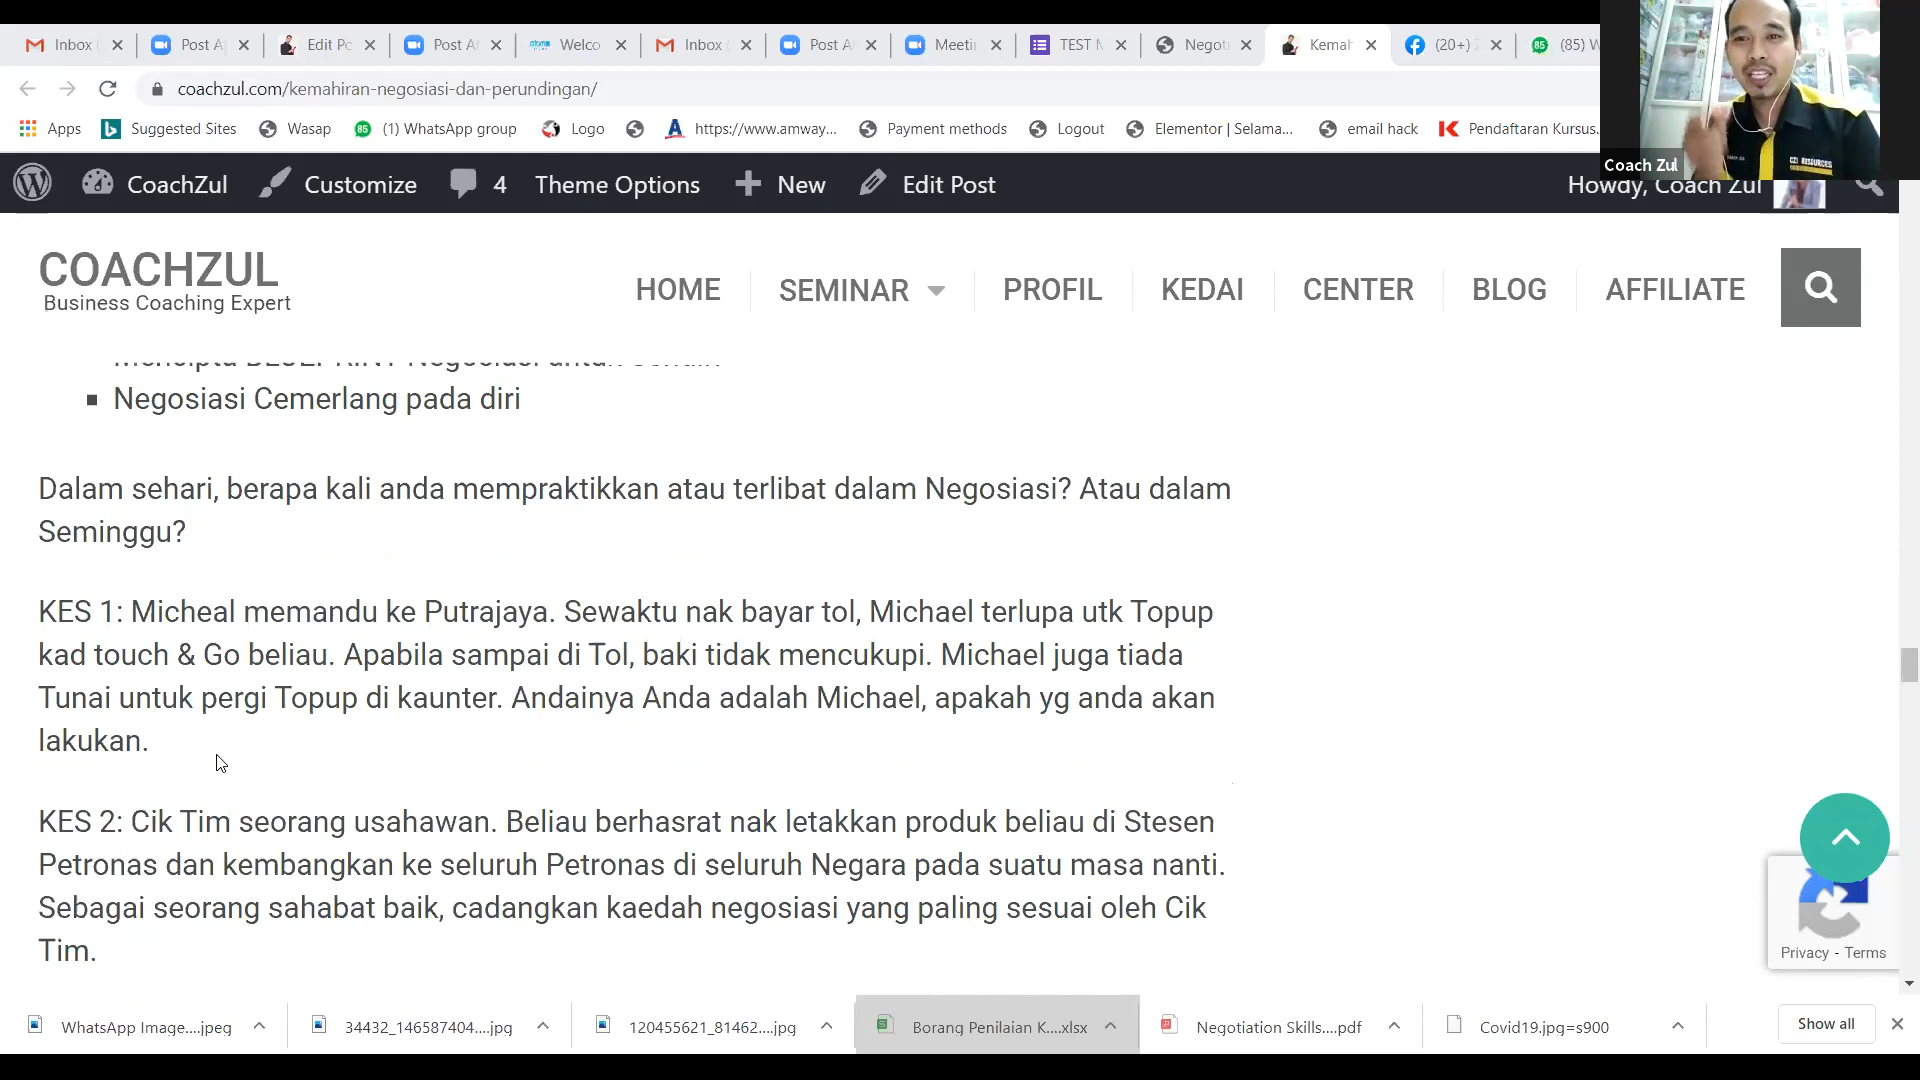 Inbox
Post A
Edit Po
Post A
Welco
Inbox
Post A
Meetin
TEST
Negot
Kemah
(20+)
(85) W
coachzul.com/kemahiran-negosiasi-dan-perundingan/
Apps
Suggested Sites
Wasap
(1) WhatsApp group
Logo
https://www.amway...
Payment methods
Logout
Elementor | Selama...
email hack
Pendaftaran Kursus.
Coach Zul
CoachZul
Customize
4
Theme Options
New
Edit Post
Howdy, Coach Zul
COACHZUL
Business Coaching Expert
HOME
SEMINAR
PROFIL
KEDAI
CENTER
BLOG
AFFILIATE
Negosiasi Cemerlang pada diri
Dalam sehari, berapa kali anda mempraktikkan atau terlibat dalam Negosiasi? Atau dalam
Seminggu?
KES 1: Micheal memandu ke Putrajaya. Sewaktu nak bayar tol, Michael terlupa utk Topup
kad touch & Go beliau. Apabila sampai di Tol, baki tidak mencukupi. Michael juga tiada
Tunai untuk pergi Topup di kaunter. Andainya Anda adalah Michael, apakah yg anda akan
lakukan.
KES 2: Cik Tim seorang usahawan. Beliau berhasrat nak letakkan produk beliau di Stesen
Petronas dan kembangkan ke seluruh Petronas di seluruh Negara pada suatu masa nanti.
Sebagai seorang sahabat baik, cadangkan kaedah negosiasi yang paling sesuai oleh Cik
Tim.
Privacy - Terms
WhatsApp Image....jpeg
34432_146587404....jpg
120455621_81462....jpg
Borang Penilaian K....xlsx
Negotiation Skills....pdf
Covid19.jpg=s900
Show all